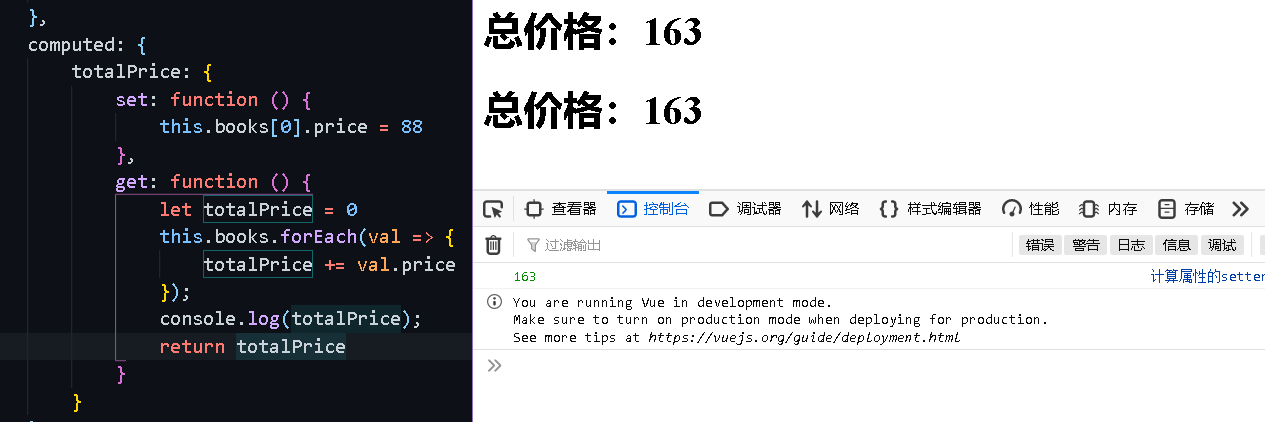 },
computed: {
totalPrice: {
set: function () {
this.books[0].price = 88
},
get: function () {
let totalPrice = 0
this.books.forEach(val => {
totalPrice += val.price
});
console.log(totalPrice);
return totalPrice
}
}
总价格：163
总价格：163
查看器 控制台 调试器 网络 样式编辑器 性能 内存 存储
过滤输出 错误 警告 日志 信息 调试
163 计算属性的setter
You are running Vue in development mode.
Make sure to turn on production mode when deploying for production.
See more tips at https://vuejs.org/guide/deployment.html